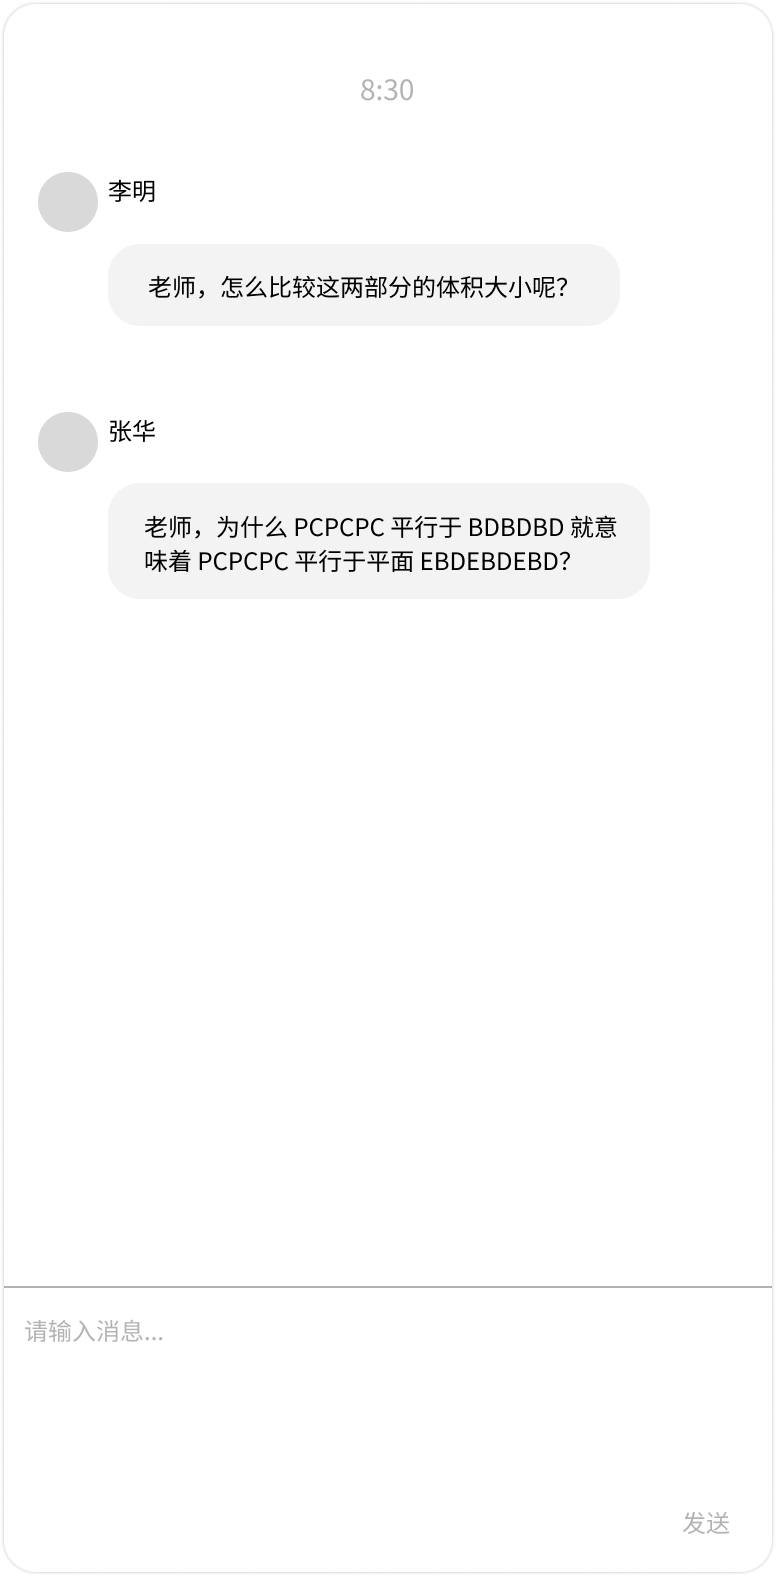 8:30
李明
老师，怎么比较这两部分的体积大小呢？
张华
老师，为什么 PCPCPC 平行于 BDBDBD 就意
味着 PCPCPC 平行于平面 EBDEBDEBD？
请输入消息...
发送